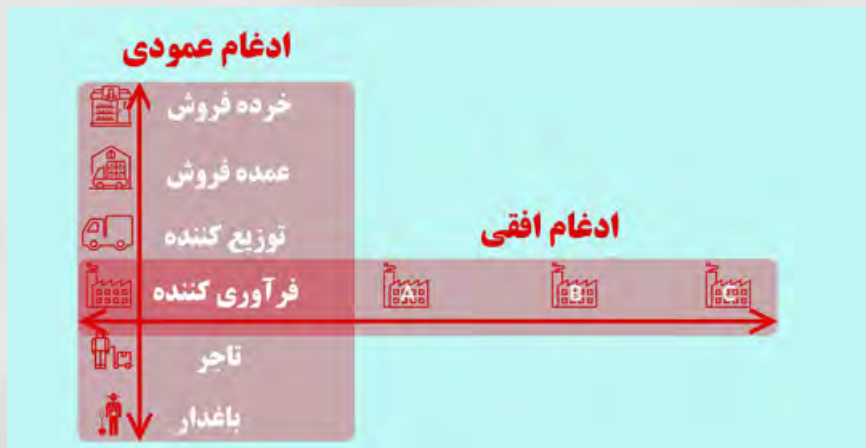 ادغام عمودی
خرده فروش
عمده فروش
توزیع کننده
ادغام افقی
فرآوری کننده
A
B
C
تاجر
باغدار